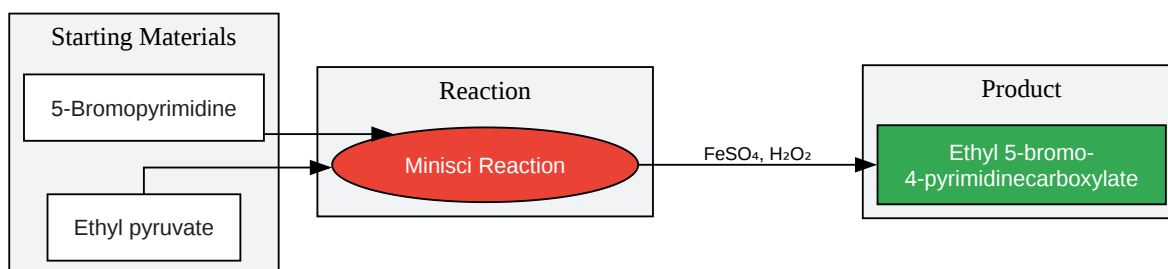 Starting Materials
5-Bromopyrimidine
Ethyl pyruvate
Reaction
Minisci Reaction
FeSO₄, H₂O₂
Product
Ethyl 5-bromo-
4-pyrimidinecarboxylate